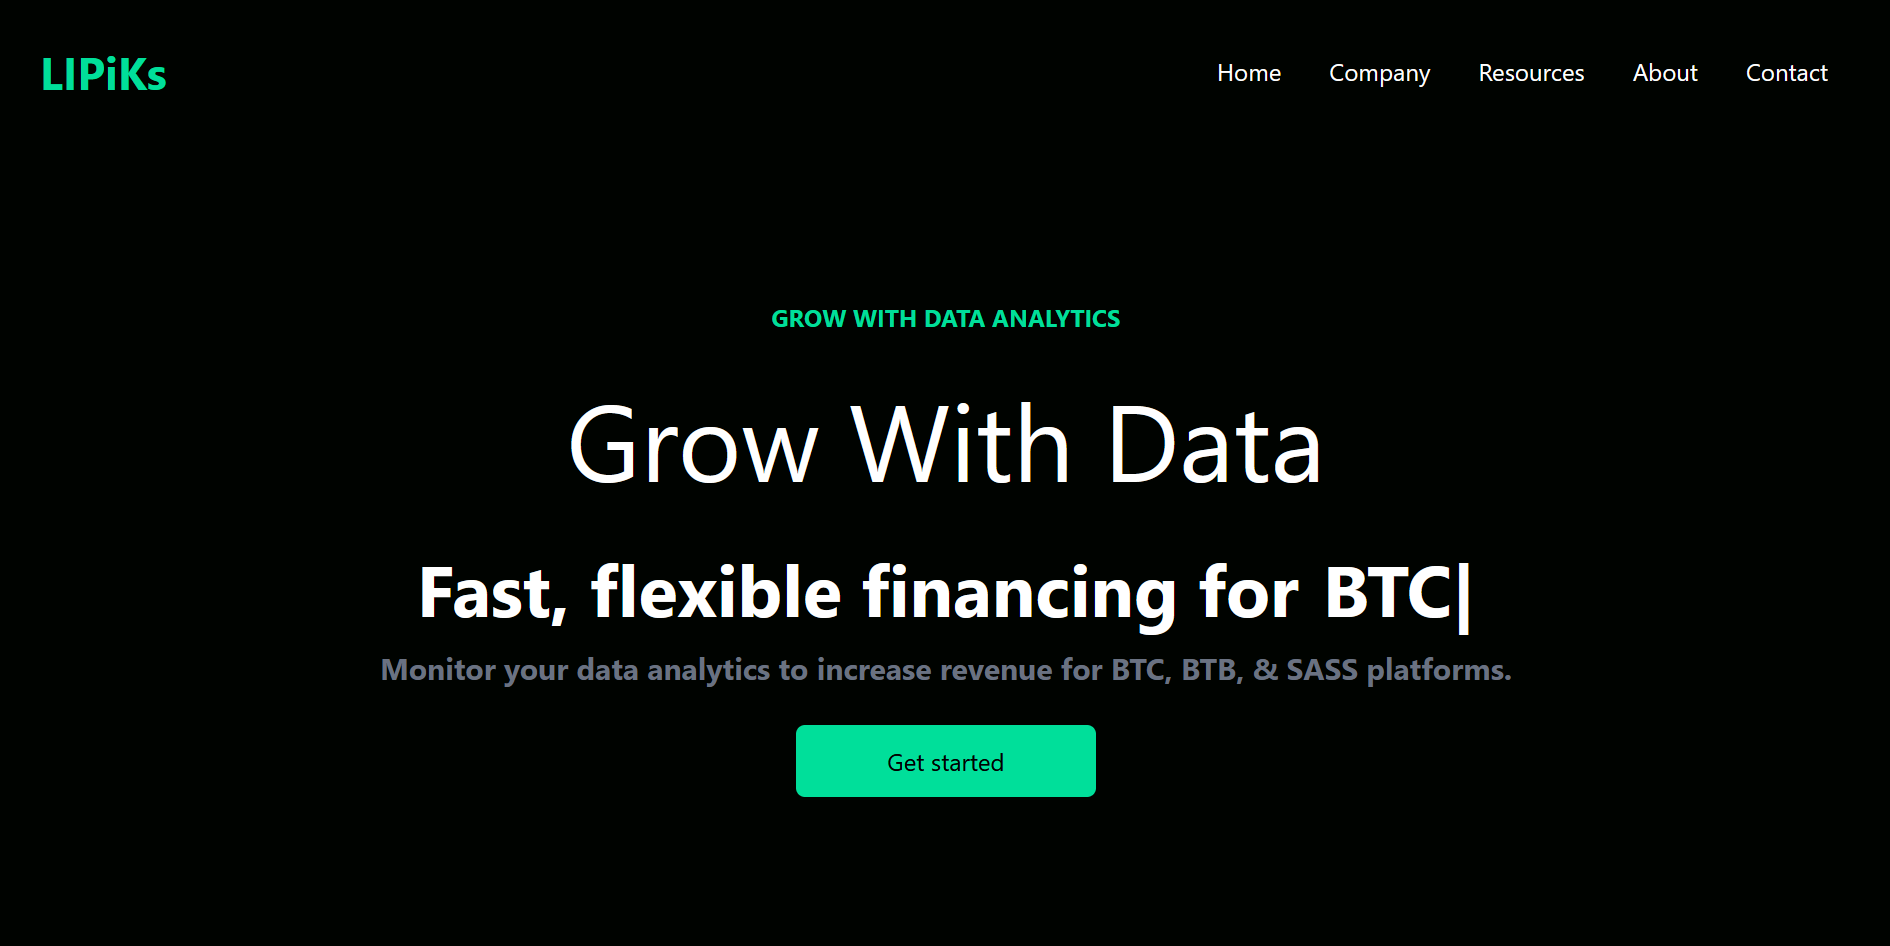 LIPiKs
Home Company Resources About Contact
GROW WITH DATA ANALYTICS
Grow With Data
Fast, flexible financing for BTC|
Monitor your data analytics to increase revenue for BTC, BTB, & SASS platforms.
Get started